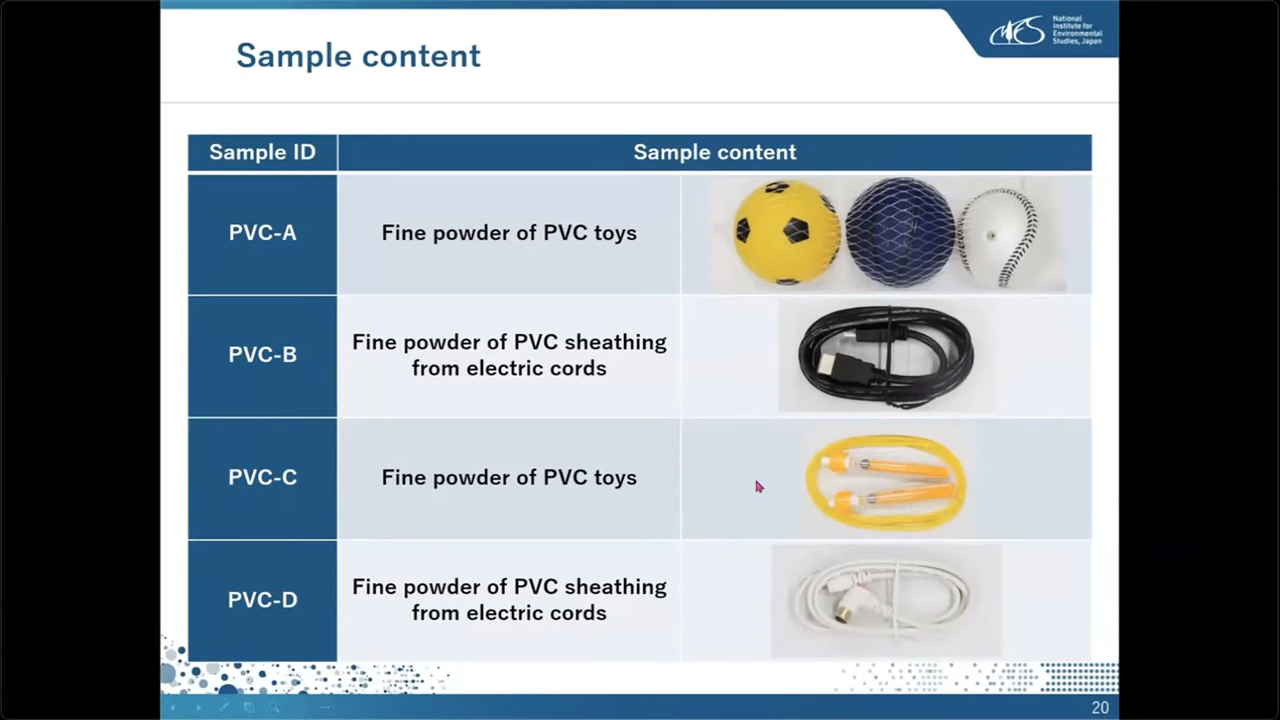 Sample content
National
Institute for
Environmental
Studies, Japan
Sample ID
Sample content
PVC-A
Fine powder of PVC toys
PVC-B
Fine powder of PVC sheathing
from electric cords
PVC-C
Fine powder of PVC toys
PVC-D
Fine powder of PVC sheathing
from electric cords
20